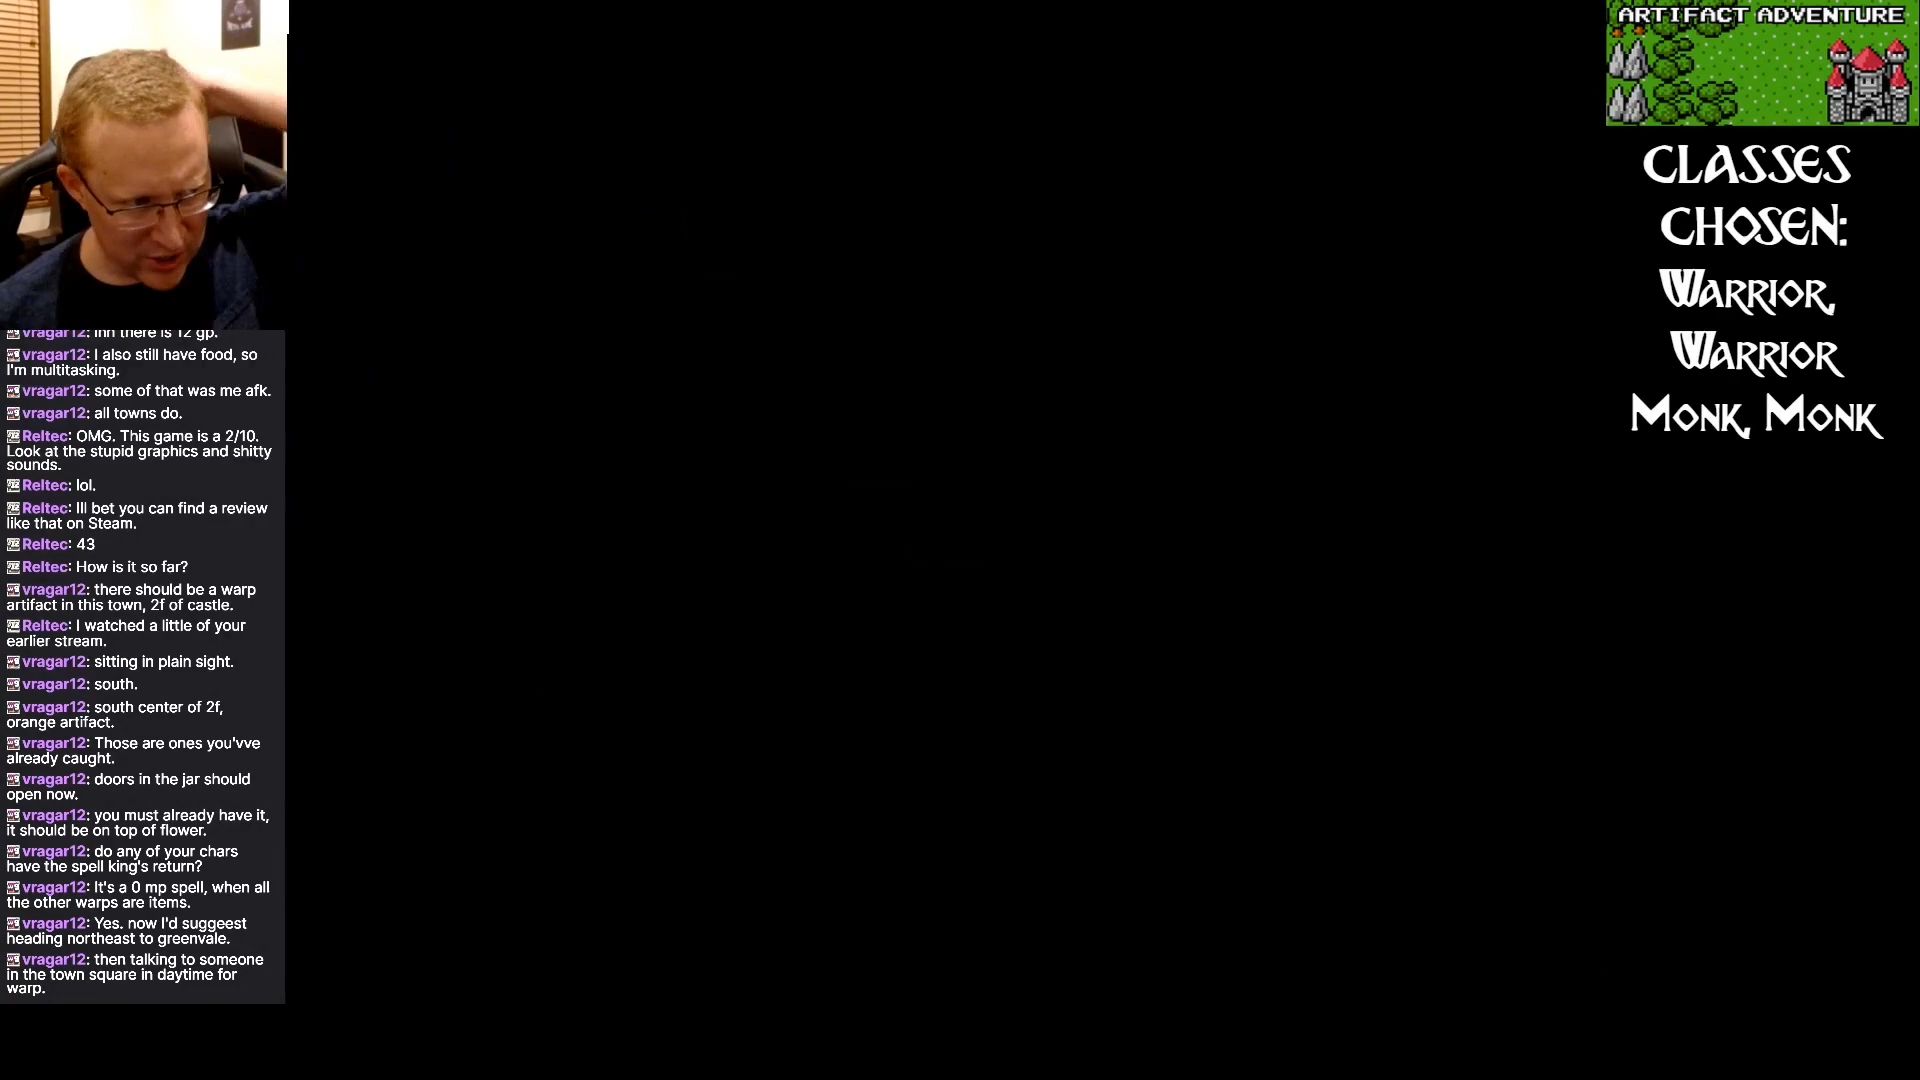 ARTIFACT ADVENTURE
CLASSES
CHOSEN:
WARRIOR,
WARRIOR
MONK, MONK
vragar12: inn there is 12 gp.
vragar12: I also still have food, so
I'm multitasking.
vragar12: some of that was me afk.
vragar12: all towns do.
Reltec: OMG. This game is a 2/10.
Look at the stupid graphics and shitty
sounds.
Reltec: lol.
Reltec: Ill bet you can find a review
like that on Steam.
Reltec: 43
Reltec: How is it so far?
vragar12: there should be a warp
artifact in this town, 2f of castle.
Reltec: I watched a little of your
earlier stream.
vragar12: sitting in plain sight.
vragar12: south.
vragar12: south center of 2f,
orange artifact.
vragar12: Those are ones you'vve
already caught.
vragar12: doors in the jar should
open now.
vragar12: you must already have it,
it should be on top of flower.
vragar12: do any of your chars
have the spell king's return?
vragar12: It's a 0 mp spell, when all
the other warps are items.
vragar12: Yes. now I'd suggeest
heading northeast to greenvale.
vragar12: then talking to someone
in the town square in daytime for
warp.